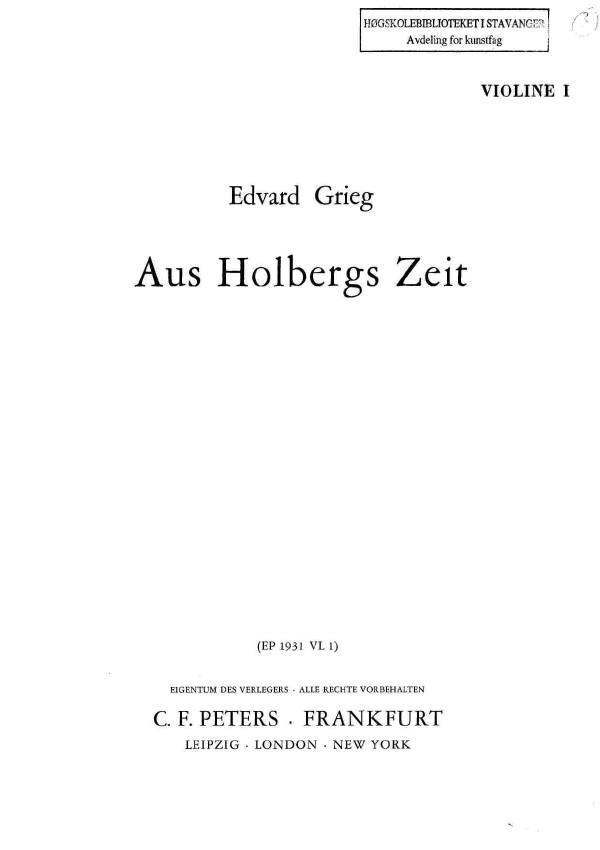 HØGSKOLEBIBLIOTEKET I STAVANGER
Avdeling for kunstfag
VIOLINE I
Edvard Grieg
Aus Holbergs Zeit
(EP 1931 VL 1)
EIGENTUM DES VERLEGERS · ALLE RECHTE VORBEHALTEN
C. F. PETERS · FRANKFURT
LEIPZIG · LONDON · NEW YORK